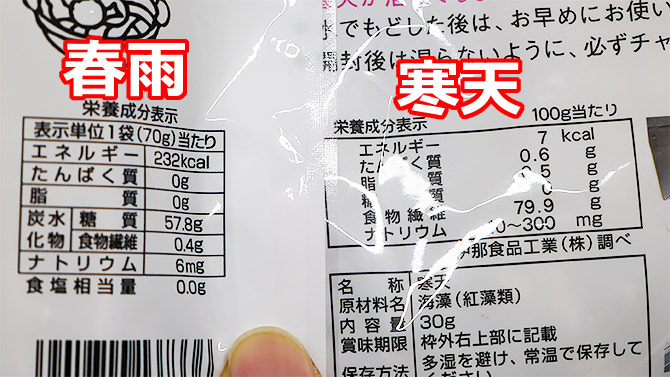 でもどした後は、お早めにお使い
封後は湿らないように、必ずチャ
春雨
栄養成分表示
表示単位1袋(70g)当たり
エネルギー 232kcal
たんぱく質 0g
脂質 0g
炭水化物 糖質 57.8g
食物繊維 0.4g
ナトリウム 6mg
食塩相当量 0.0g
寒天
栄養成分表示 100g当たり
エネルギー 7 kcal
たんぱく質 0.6 g
脂 g
糖 0 g
食物繊維 79.9 g
ナトリウム 0〜300 mg
伊那食品工業(株)調べ
名称 寒天
原材料名 海藻(紅藻類)
内容量 30g
賞味期限 枠外右上部に記載
保存方法 多湿を避け、常温で保存して
ください